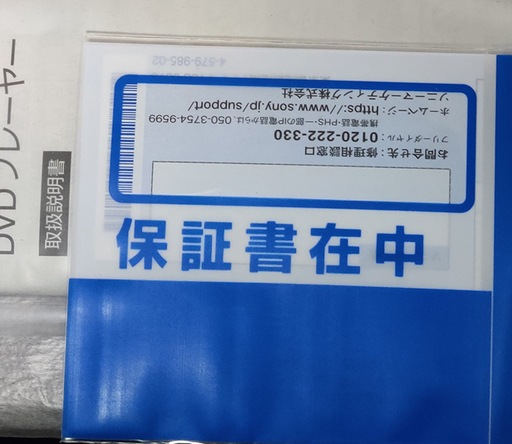 保証書在中
お問合せ先：修理相談窓口
フリーダイヤル：0120-222-330
携帯電話・PHS・一部のIP電話からは、050-3754-9599
ホームページ：https://www.sony.jp/support/
ソニーマーケティング株式会社
4-579-985-02
DVDプレーヤー
取扱説明書